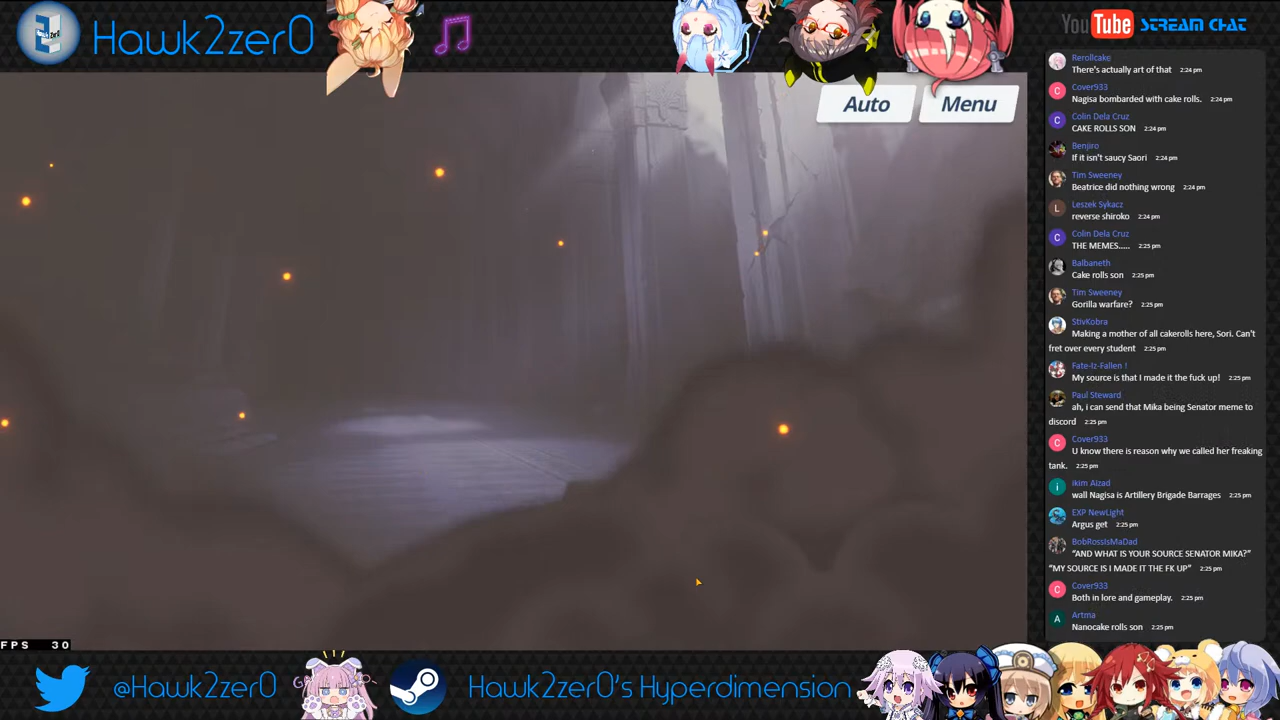 Hawk2zer0
You Tube STREAM CHAT
Auto
Menu
Rerollcake
There's actually art of that 2:24 pm
C Cover933
Nagisa bombarded with cake rolls. 2:24 pm
C Colin Dela Cruz
CAKE ROLLS SON 2:24 pm
Benjiro
If it isn't saucy Saori 2:24 pm
Tim Sweeney
Beatrice did nothing wrong 2:24 pm
L Leszek Sykacz
reverse shiroko 2:24 pm
C Colin Dela Cruz
THE MEMES..... 2:25 pm
Balbaneth
Cake rolls son 2:25 pm
Tim Sweeney
Gorilla warfare? 2:25 pm
StivKobra
Making a mother of all cakerolls here, Sori. Can't
fret over every student 2:25 pm
Fate-Iz-Fallen !
My source is that I made it the fuck up! 2:25 pm
Paul Steward
ah, i can send that Mika being Senator meme to
discord 2:25 pm
C Cover933
U know there is reason why we called her freaking
tank. 2:25 pm
i ikim Aizad
wall Nagisa is Artillery Brigade Barrages 2:25 pm
EXP NewLight
Argus get 2:25 pm
BobRossIsMaDad
“AND WHAT IS YOUR SOURCE SENATOR MIKA?”
“MY SOURCE IS I MADE IT THE FK UP” 2:25 pm
C Cover933
Both in lore and gameplay. 2:25 pm
A Artma
Nanocake rolls son 2:25 pm
FPS 30
@Hawk2zer0
Hawk2zer0's Hyperdimension